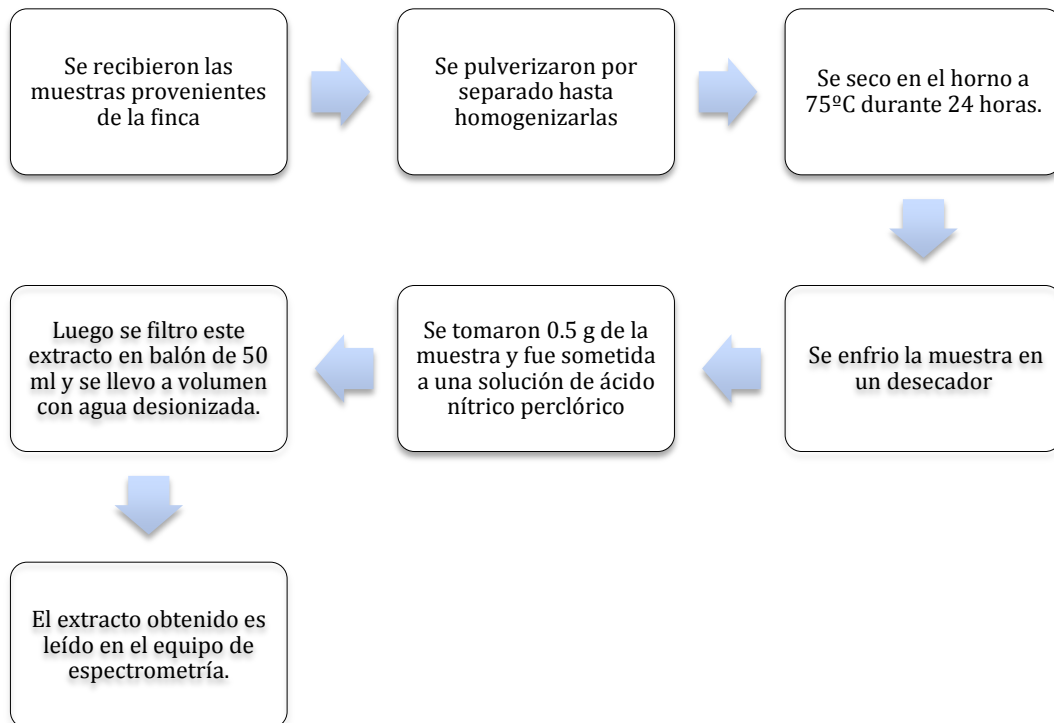 Se recibieron las
muestras provenientes
de la finca
Se pulverizaron por
separado hasta
homogenizarlas
Se seco en el horno a
75ºC durante 24 horas.
Se enfrio la muestra en
un desecador
Se tomaron 0.5 g de la
muestra y fue sometida
a una solución de ácido
nítrico perclórico
Luego se filtro este
extracto en balón de 50
ml y se llevo a volumen
con agua desionizada.
El extracto obtenido es
leído en el equipo de
espectrometría.